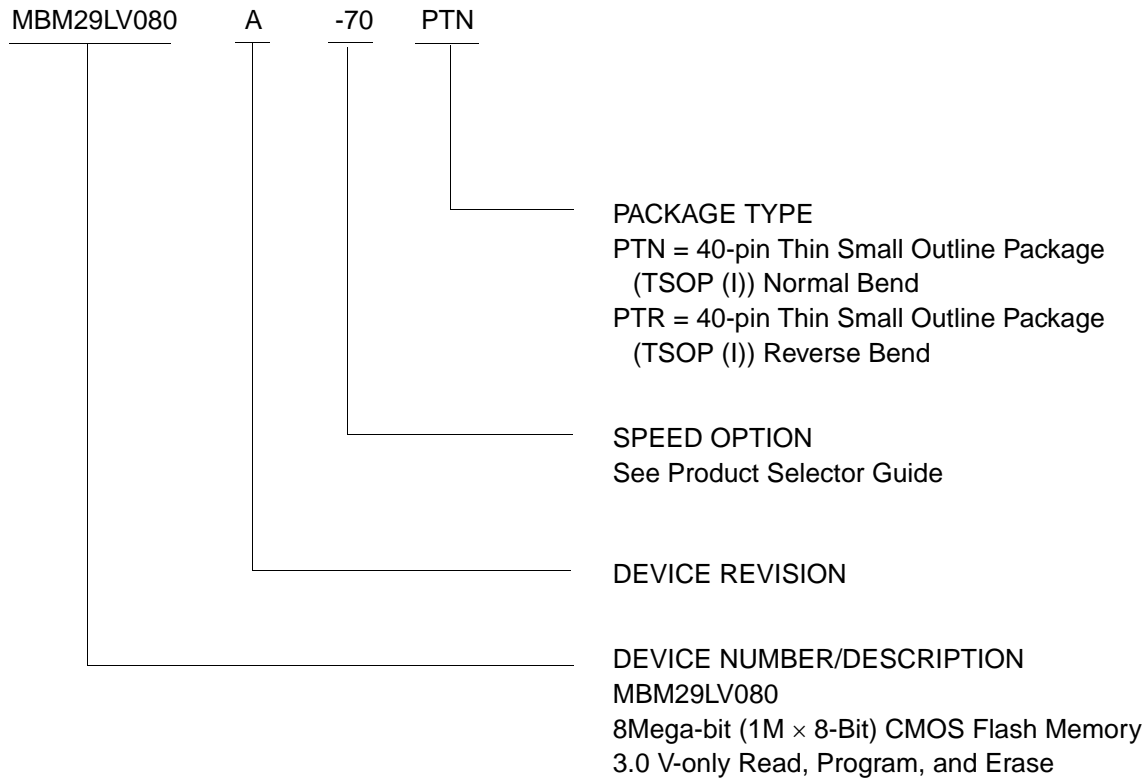 MBM29LV080 A -70 PTN
PACKAGE TYPE
PTN = 40-pin Thin Small Outline Package
(TSOP (I)) Normal Bend
PTR = 40-pin Thin Small Outline Package
(TSOP (I)) Reverse Bend
SPEED OPTION
See Product Selector Guide
DEVICE REVISION
DEVICE NUMBER/DESCRIPTION
MBM29LV080
8Mega-bit (1M × 8-Bit) CMOS Flash Memory
3.0 V-only Read, Program, and Erase